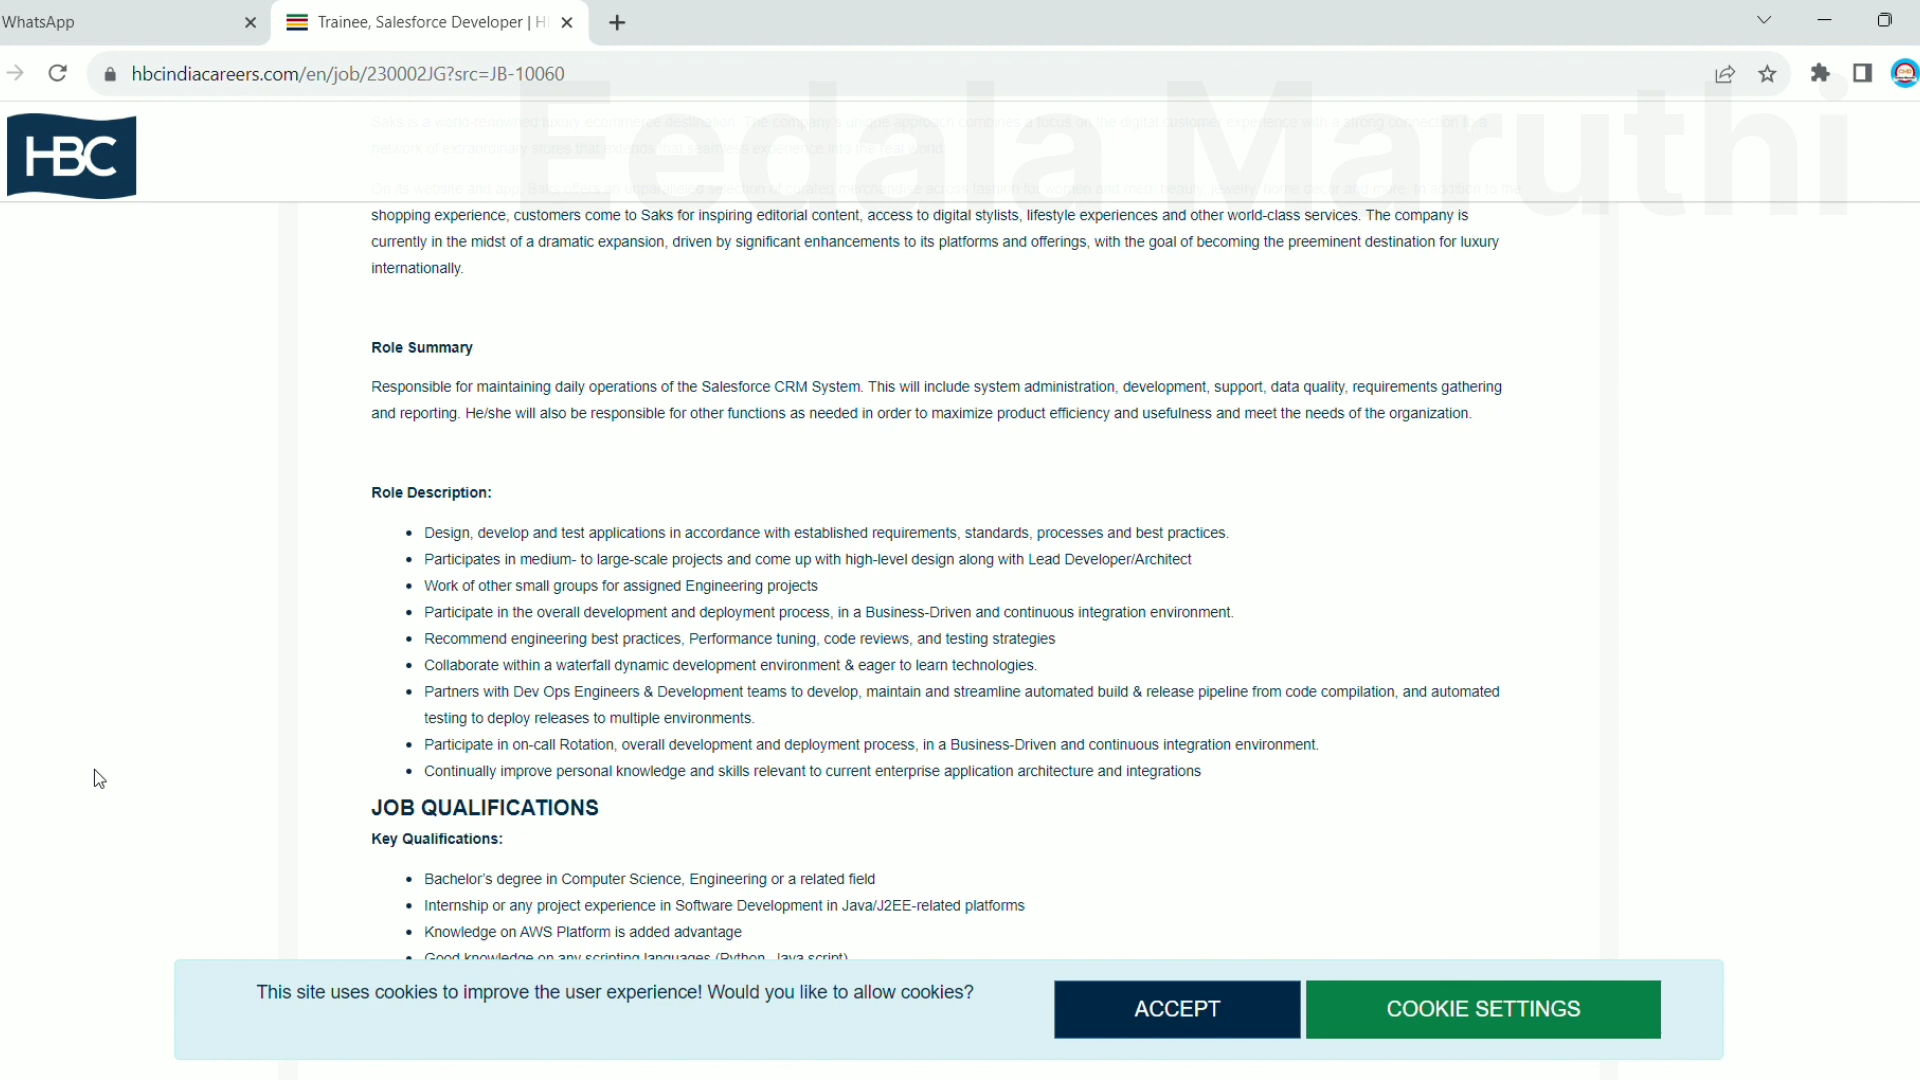 WhatsApp
Trainee, Salesforce Developer | H
hbcindiacareers.com/en/job/230002JG?src=JB-10060
HBC
Eedala Maruthi
Saks is a world-renowned luxury ecommerce destination. The company's unique approach combines a focus on the digital customer experience with a strong connection to a
network of extraordinary stores that extends that seamless experience into the real world.
On its website and app, Saks offers an unparalleled selection of curated merchandise across fashion for women and men, beauty, jewelry, home décor and more. In addition to the
shopping experience, customers come to Saks for inspiring editorial content, access to digital stylists, lifestyle experiences and other world-class services. The company is
currently in the midst of a dramatic expansion, driven by significant enhancements to its platforms and offerings, with the goal of becoming the preeminent destination for luxury
internationally.
Role Summary
Responsible for maintaining daily operations of the Salesforce CRM System. This will include system administration, development, support, data quality, requirements gathering
and reporting. He/she will also be responsible for other functions as needed in order to maximize product efficiency and usefulness and meet the needs of the organization.
Role Description:
• Design, develop and test applications in accordance with established requirements, standards, processes and best practices.
• Participates in medium- to large-scale projects and come up with high-level design along with Lead Developer/Architect
• Work of other small groups for assigned Engineering projects
• Participate in the overall development and deployment process, in a Business-Driven and continuous integration environment.
• Recommend engineering best practices, Performance tuning, code reviews, and testing strategies
• Collaborate within a waterfall dynamic development environment & eager to learn technologies.
• Partners with Dev Ops Engineers & Development teams to develop, maintain and streamline automated build & release pipeline from code compilation, and automated
testing to deploy releases to multiple environments.
• Participate in on-call Rotation, overall development and deployment process, in a Business-Driven and continuous integration environment.
• Continually improve personal knowledge and skills relevant to current enterprise application architecture and integrations
JOB QUALIFICATIONS
Key Qualifications:
• Bachelor's degree in Computer Science, Engineering or a related field
• Internship or any project experience in Software Development in Java/J2EE-related platforms
• Knowledge on AWS Platform is added advantage
• Good knowledge on any scripting languages (Python, Java script)
This site uses cookies to improve the user experience! Would you like to allow cookies?
ACCEPT
COOKIE SETTINGS